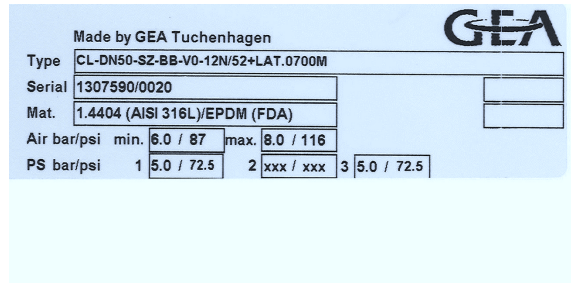 GEA
Made by GEA Tuchenhagen
Type CL-DN50-SZ-BB-V0-12N/52+LAT.0700M
Serial 1307590/0020
Mat. 1.4404 (AISI 316L)/EPDM (FDA)
Air bar/psi min. 6.0 / 87 max. 8.0 / 116
PS bar/psi 1 5.0 / 72.5 2 xxx / xxx 3 5.0 / 72.5